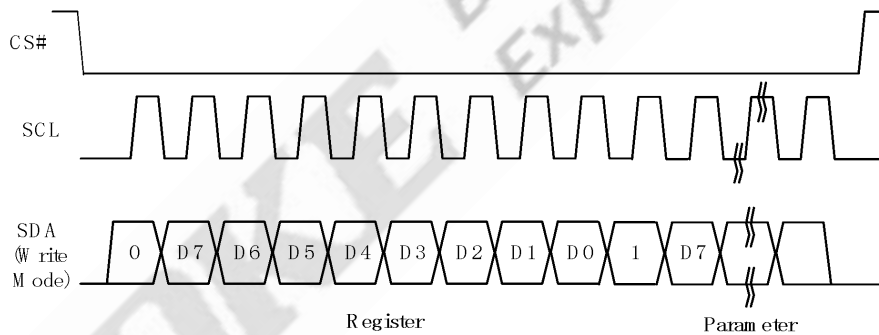 CS#
SCL
SDA
(Write
Mode)
0 D7 D6 D5 D4 D3 D2 D1 D0 1 D7
Register
Parameter